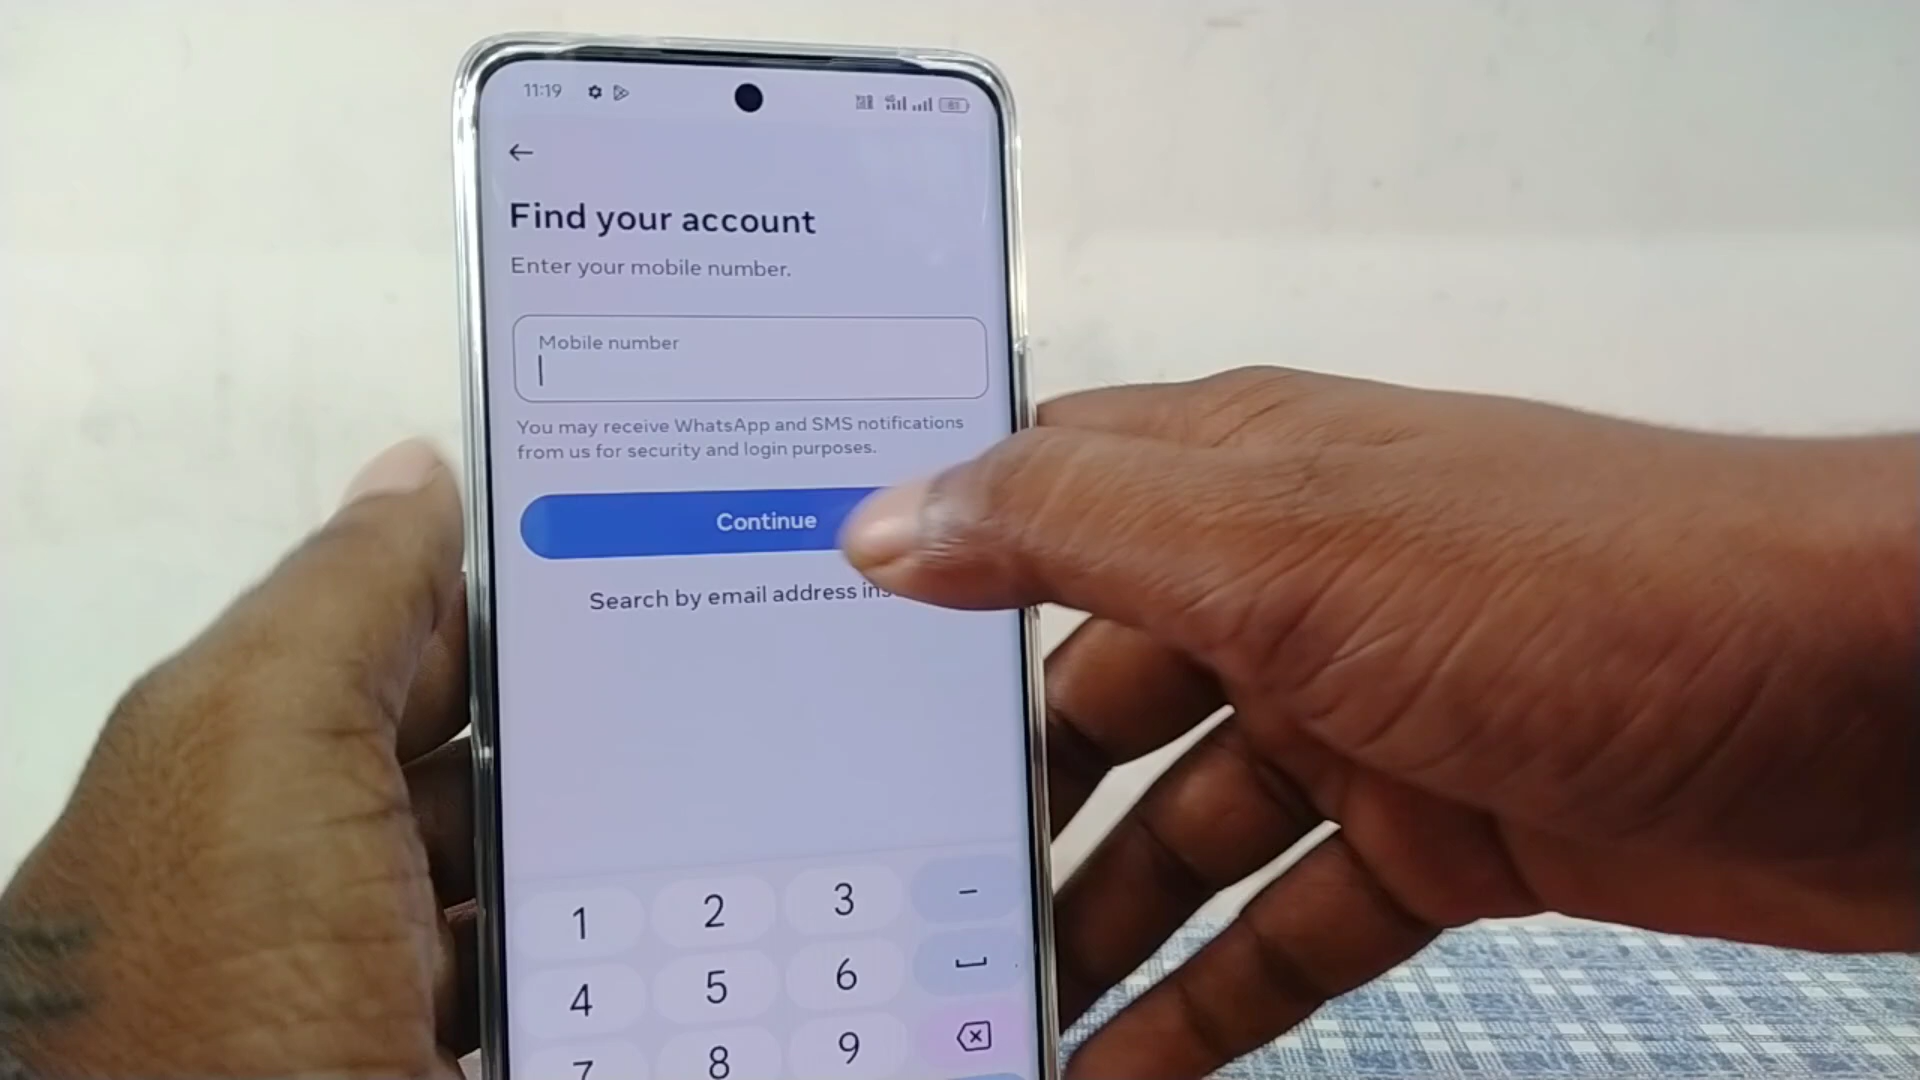 11:19
Find your account
Enter your mobile number.
Mobile number
You may receive WhatsApp and SMS notifications
from us for security and login purposes.
Continue
Search by email address
1 2 3 -
4 5 6
7 8 9